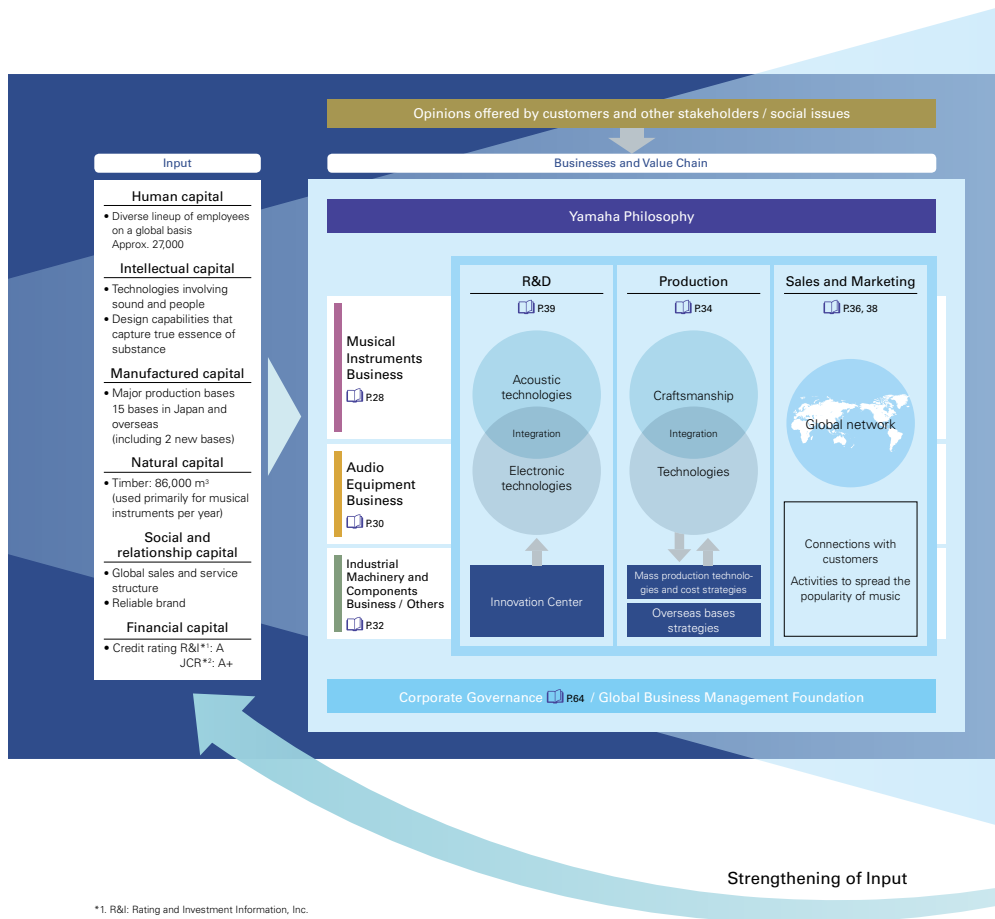 Opinions offered by customers and other stakeholders / social issues
Input
Businesses and Value Chain
Human capital
• Diverse lineup of employees
on a global basis
Approx. 27,000
Intellectual capital
• Technologies involving
sound and people
• Design capabilities that
capture true essence of
substance
Manufactured capital
• Major production bases
15 bases in Japan and
overseas
(including 2 new bases)
Natural capital
• Timber: 86,000 m³
(used primarily for musical
instruments per year)
Social and
relationship capital
• Global sales and service
structure
• Reliable brand
Financial capital
• Credit rating R&I*¹: A
JCR*²: A+
Yamaha Philosophy
Musical
Instruments
Business
P.28
Audio
Equipment
Business
P.30
Industrial
Machinery and
Components
Business / Others
P.32
R&D
P.39
Acoustic
technologies
Integration
Electronic
technologies
Innovation Center
Production
P.34
Craftsmanship
Integration
Technologies
Mass production technolo-
gies and cost strategies
Overseas bases
strategies
Sales and Marketing
P.36, 38
Global network
Connections with
customers
Activities to spread the
popularity of music
Corporate Governance P.64 / Global Business Management Foundation
Strengthening of Input
*1. R&I: Rating and Investment Information, Inc.